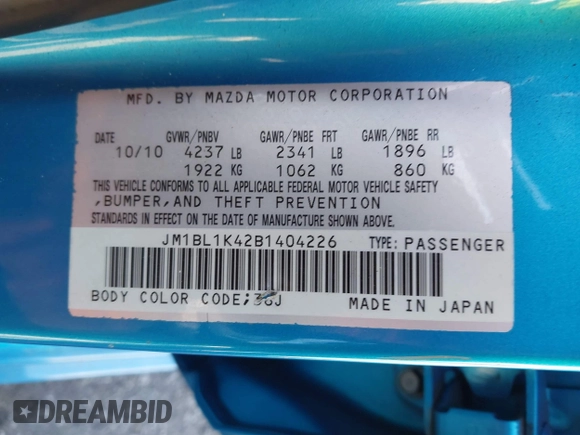 MFD. BY MAZDA MOTOR CORPORATION
DATE GVWR/PNBV GAWR/PNBE FRT GAWR/PNBE RR
10/10 4237 LB 2341 LB 1896 LB
1922 KG 1062 KG 860 KG
THIS VEHICLE CONFORMS TO ALL APPLICABLE FEDERAL MOTOR VEHICLE SAFETY
,BUMPER,AND THEFT PREVENTION
STANDARDS IN EFFECT ON THE DATE OF MANUFACTURE SHOWN ABOVE.
JM1BL1K42B1404226 TYPE: PASSENGER
BODY COLOR CODE; MADE IN JAPAN
DREAMBID